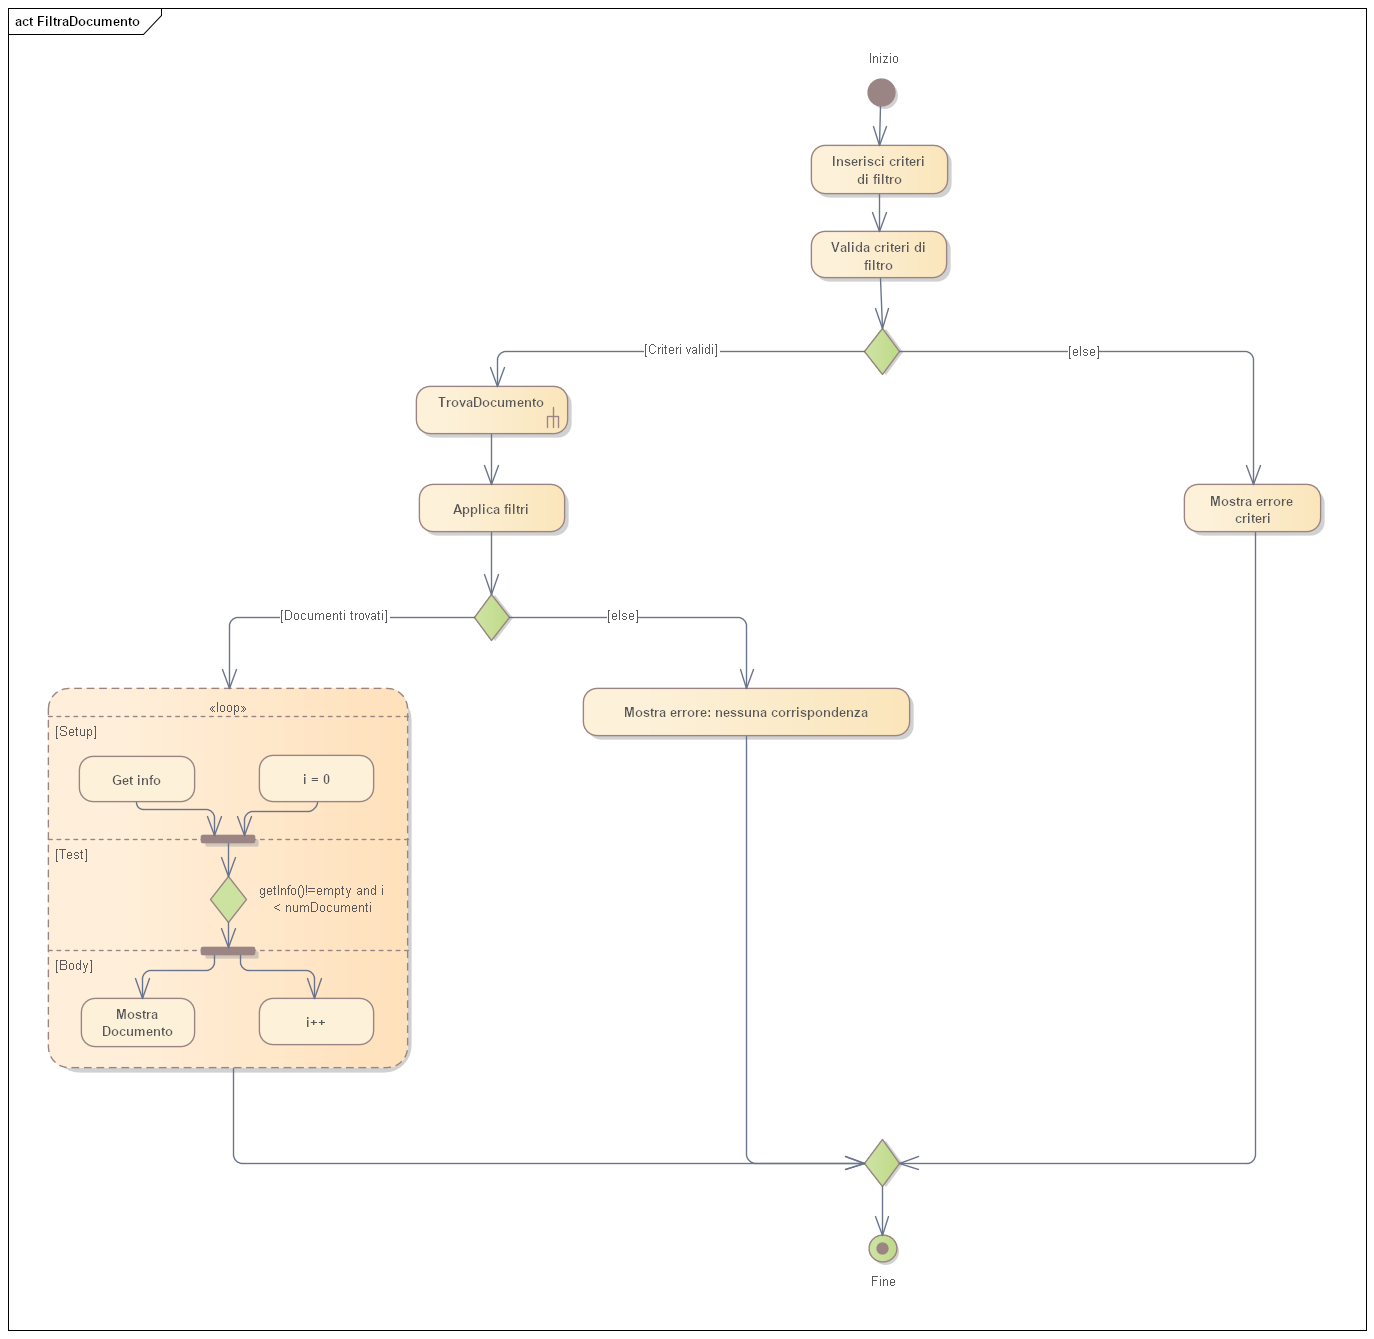 act FiltraDocumento
Inizio
Inserisci criteri
di filtro
Valida criteri di
filtro
[Criteri validi]
[else]
TrovaDocumento
Applica filtri
Mostra errore
criteri
[Documenti trovati]
[else]
«loop»
Mostra errore: nessuna corrispondenza
[Setup]
Get info
i = 0
[Test]
getInfo()!=empty and i
< numDocumenti
[Body]
Mostra
Documento
i++
Fine